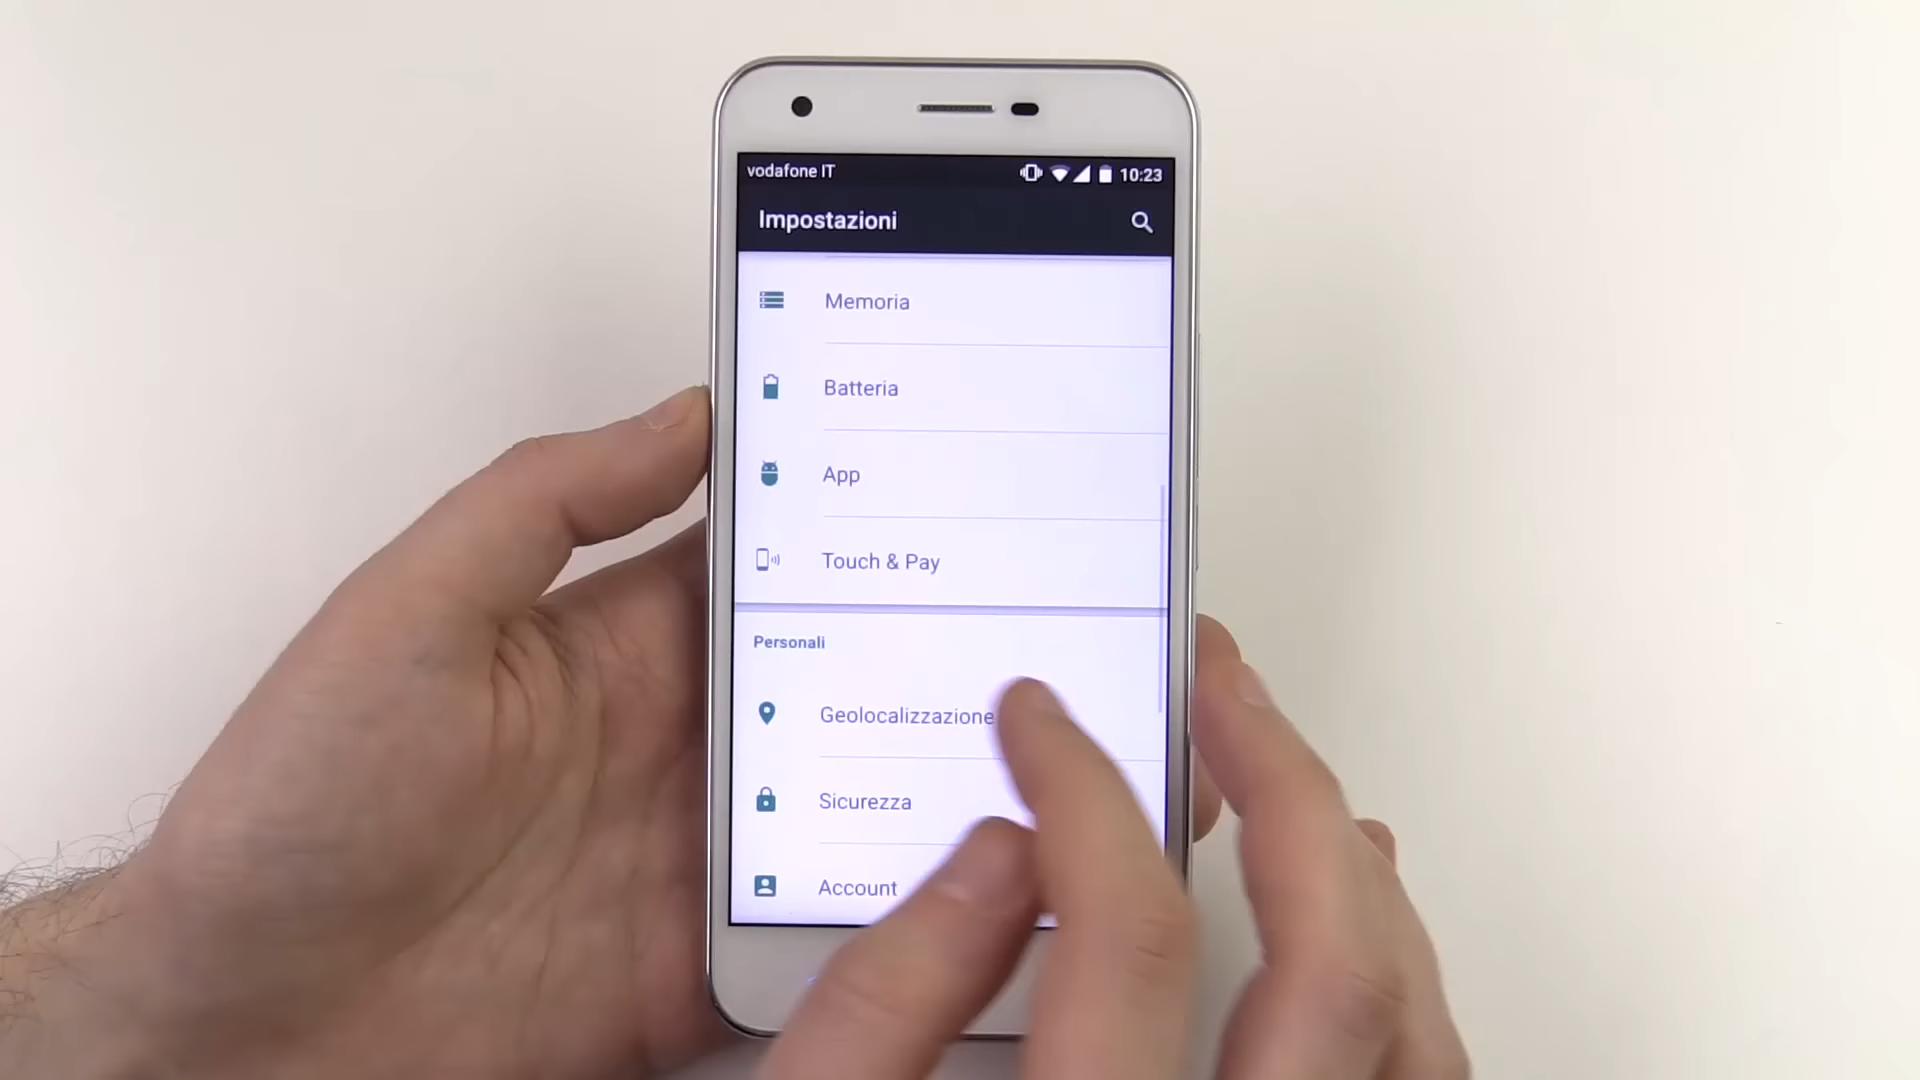 vodafone IT
10:23
Impostazioni
Memoria
Batteria
App
Touch & Pay
Personali
Geolocalizzazione
Sicurezza
Account